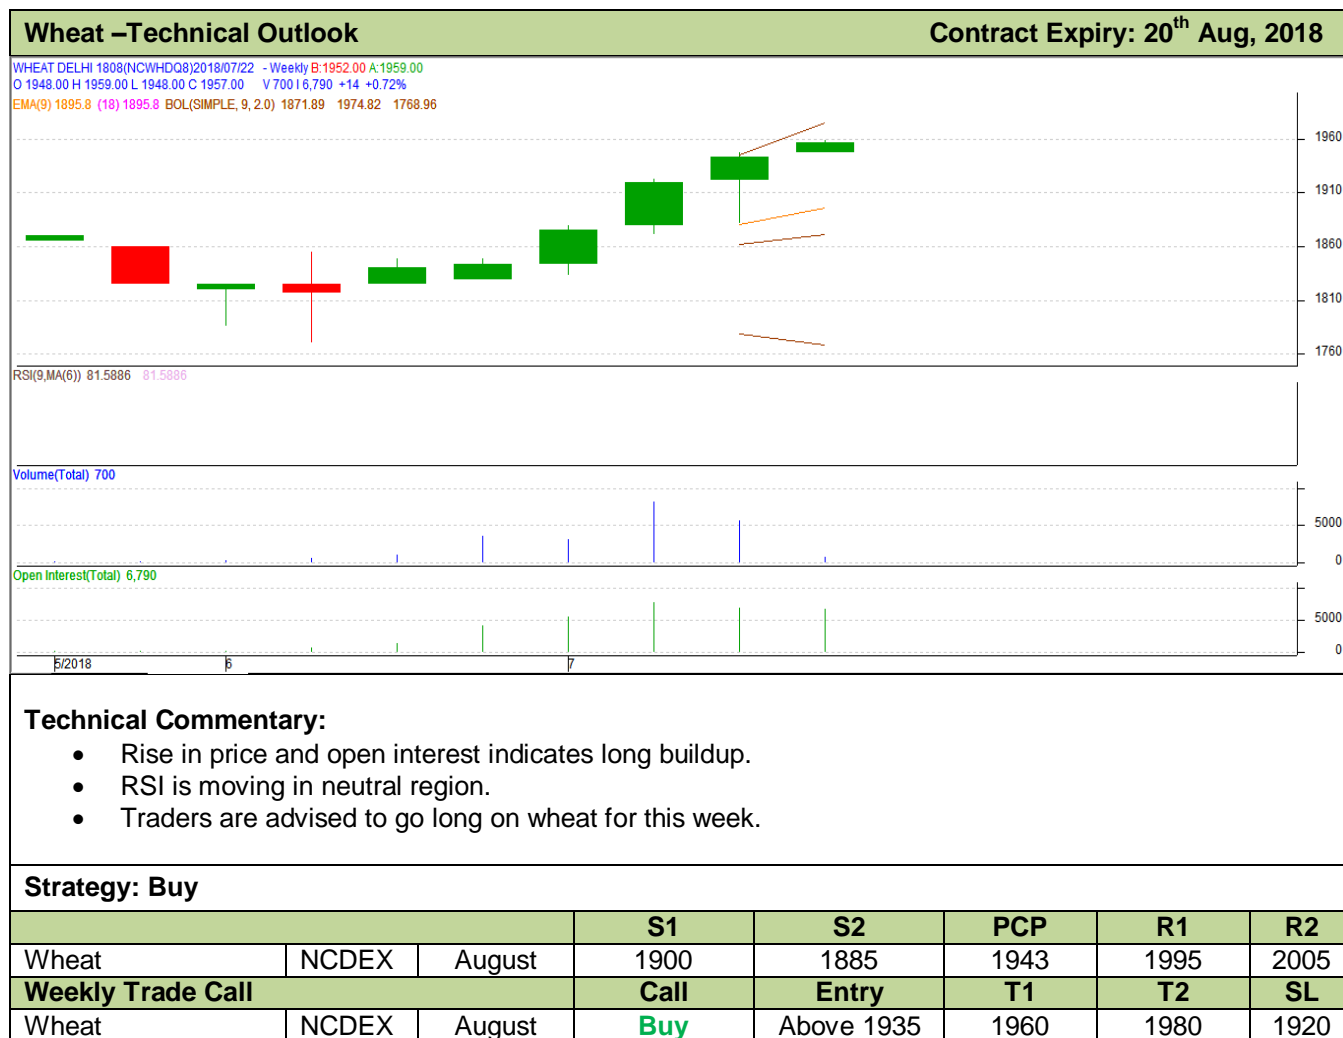 Wheat –Technical Outlook Contract Expiry: 20th Aug, 2018
WHEAT DELHI 1808(NCWHDQ8)2018/07/22 - Weekly B:1952.00 A:1959.00
O 1948.00 H 1959.00 L 1948.00 C 1957.00 V 700 I 6,790 +14 +0.72%
EMA(9) 1895.8 (18) 1895.8 BOL(SIMPLE, 9, 2.0) 1871.89 1974.82 1768.96
1960
1910
1860
1810
1760
RSI(9,MA(6)) 81.5886 81.5886
Volume(Total) 700
5000
0
Open Interest(Total) 6,790
5000
0
5/2018 6 7
Technical Commentary:
• Rise in price and open interest indicates long buildup.
• RSI is moving in neutral region.
• Traders are advised to go long on wheat for this week.
Strategy: Buy
S1 S2 PCP R1 R2
Wheat NCDEX August 1900 1885 1943 1995 2005
Weekly Trade Call Call Entry T1 T2 SL
Wheat NCDEX August Buy Above 1935 1960 1980 1920